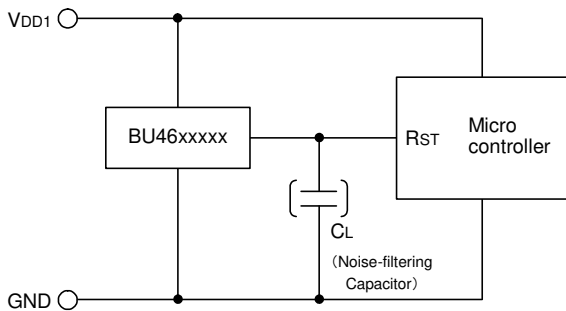 VDD1
BU46xxxxx
RST
Micro
controller
CL
(Noise-filtering
Capacitor)
GND